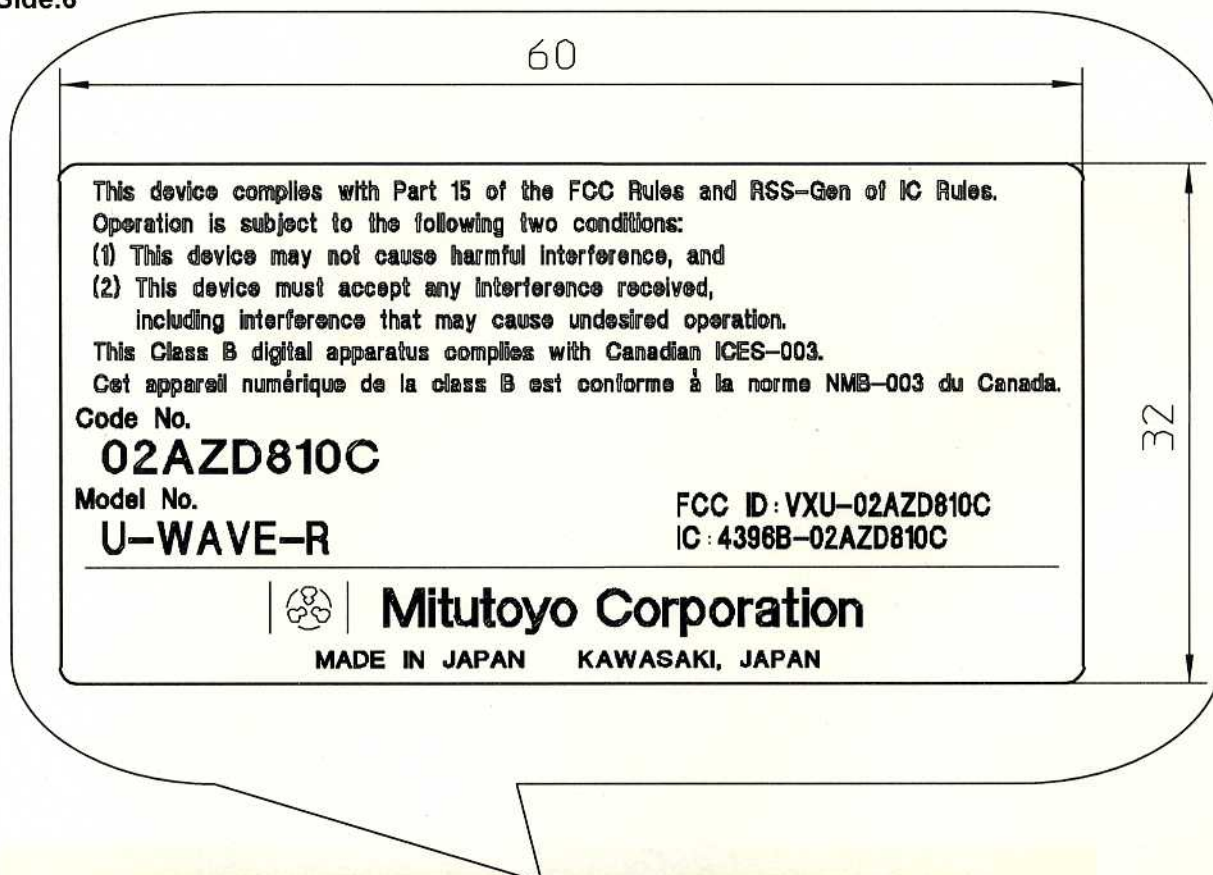 Side:6
60
This device complies with Part 15 of the FCC Rules and RSS-Gen of IC Rules.
Operation is subject to the following two conditions:
(1) This device may not cause harmful interference, and
(2) This device must accept any interference received,
including interference that may cause undesired operation.
This Class B digital apparatus complies with Canadian ICES-003.
Cet appareil numérique de la class B est conforme à la norme NMB-003 du Canada.
Code No.
02AZD810C
Model No.
U-WAVE-R
FCC ID:VXU-02AZD810C
IC:4396B-02AZD810C
Mitutoyo Corporation
MADE IN JAPAN KAWASAKI, JAPAN
32